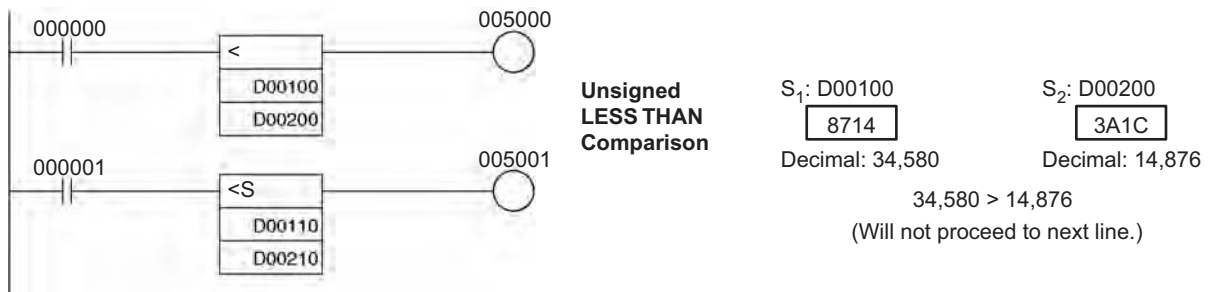 000000
005000
<
D00100
D00200
000001
005001
<S
D00110
D00210
Unsigned
LESS THAN
Comparison
S1: D00100
8714
Decimal: 34,580
S2: D00200
3A1C
Decimal: 14,876
34,580 > 14,876
(Will not proceed to next line.)